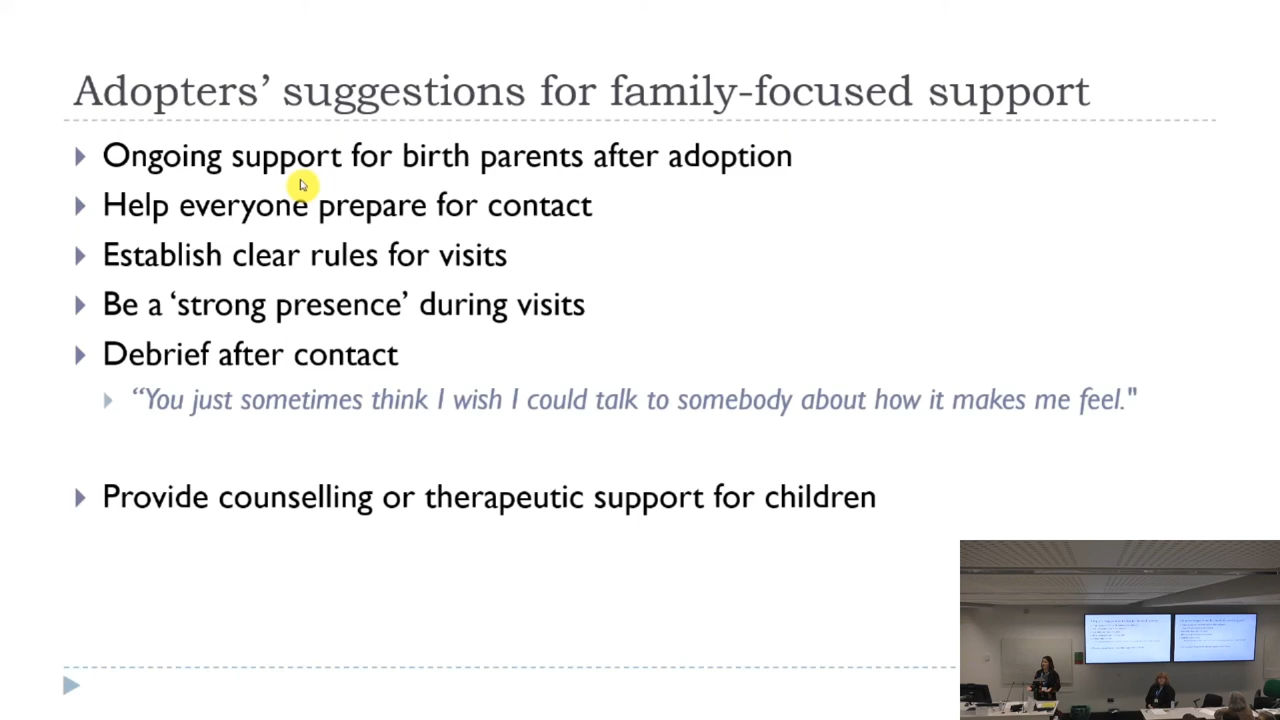 Adopters’ suggestions for family-focused support
Ongoing support for birth parents after adoption
Help everyone prepare for contact
Establish clear rules for visits
Be a ‘strong presence’ during visits
Debrief after contact
“You just sometimes think I wish I could talk to somebody about how it makes me feel."
Provide counselling or therapeutic support for children